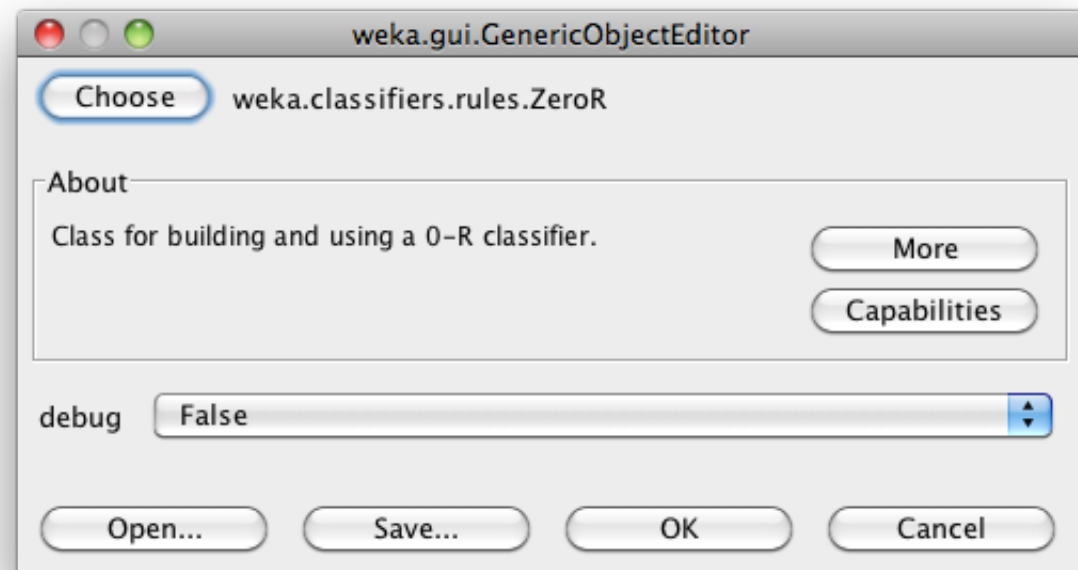 weka.gui.GenericObjectEditor
Choose weka.classifiers.rules.ZeroR
About
Class for building and using a 0-R classifier.
More
Capabilities
debug False
Open... Save... OK Cancel